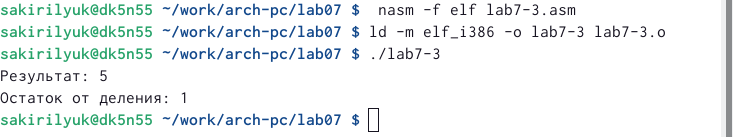 sakirilyuk@dk5n55 ~/work/arch-pc/lab07 $  nasm -f elf lab7-3.asm
sakirilyuk@dk5n55 ~/work/arch-pc/lab07 $ ld -m elf_i386 -o lab7-3 lab7-3.o
sakirilyuk@dk5n55 ~/work/arch-pc/lab07 $ ./lab7-3
Результат: 5
Остаток от деления: 1
sakirilyuk@dk5n55 ~/work/arch-pc/lab07 $